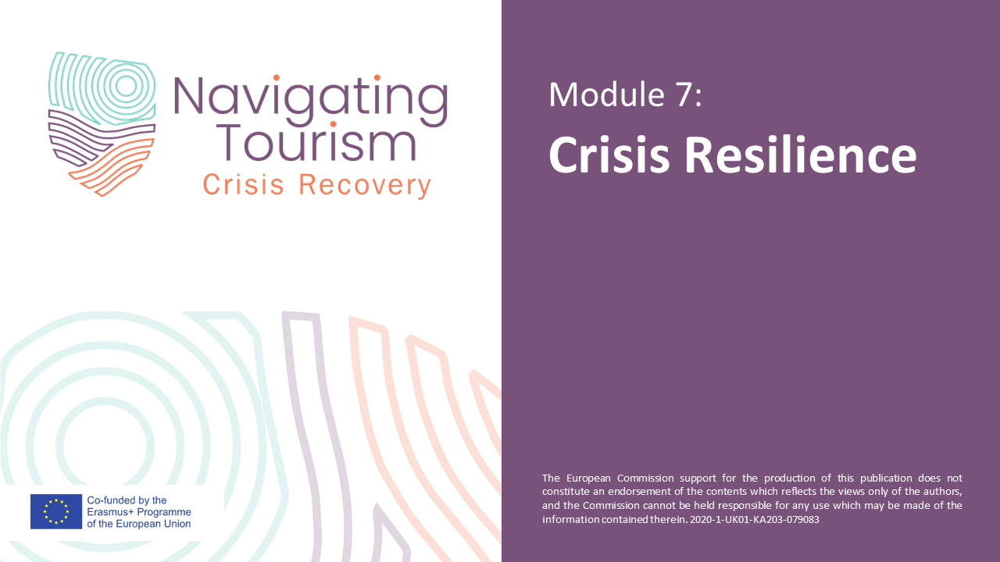 Navigating
Tourism
Crisis Recovery
Module 7:
Crisis Resilience
Co-funded by the
Erasmus+ Programme
of the European Union
The European Commission support for the production of this publication does not
constitute an endorsement of the contents which reflects the views only of the authors,
and the Commission cannot be held responsible for any use which may be made of the
information contained therein. 2020-1-UK01-KA203-079083